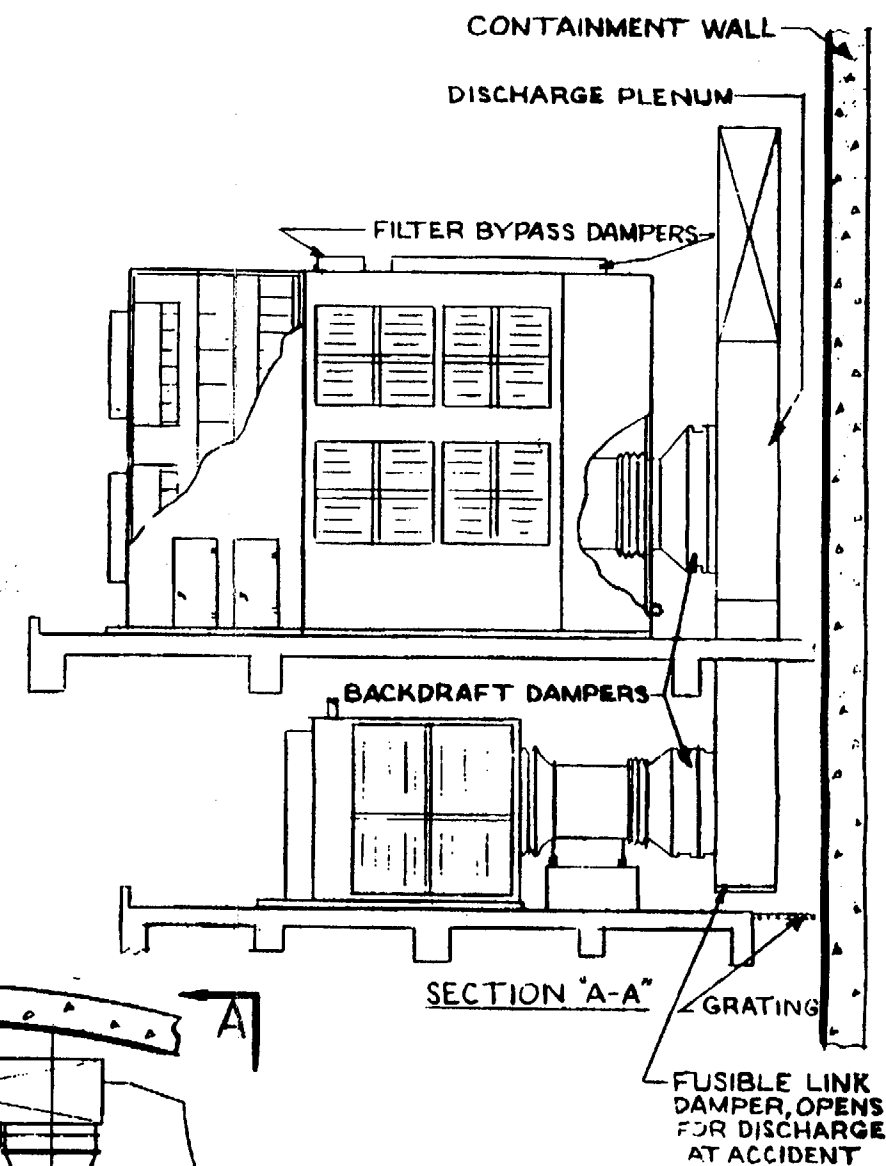 CONTAINMENT WALL
DISCHARGE PLENUM
FILTER BYPASS DAMPERS
BACKDRAFT DAMPERS
SECTION "A-A"
GRATING
A
FUSIBLE LINK
DAMPER, OPENS
FOR DISCHARGE
AT ACCIDENT